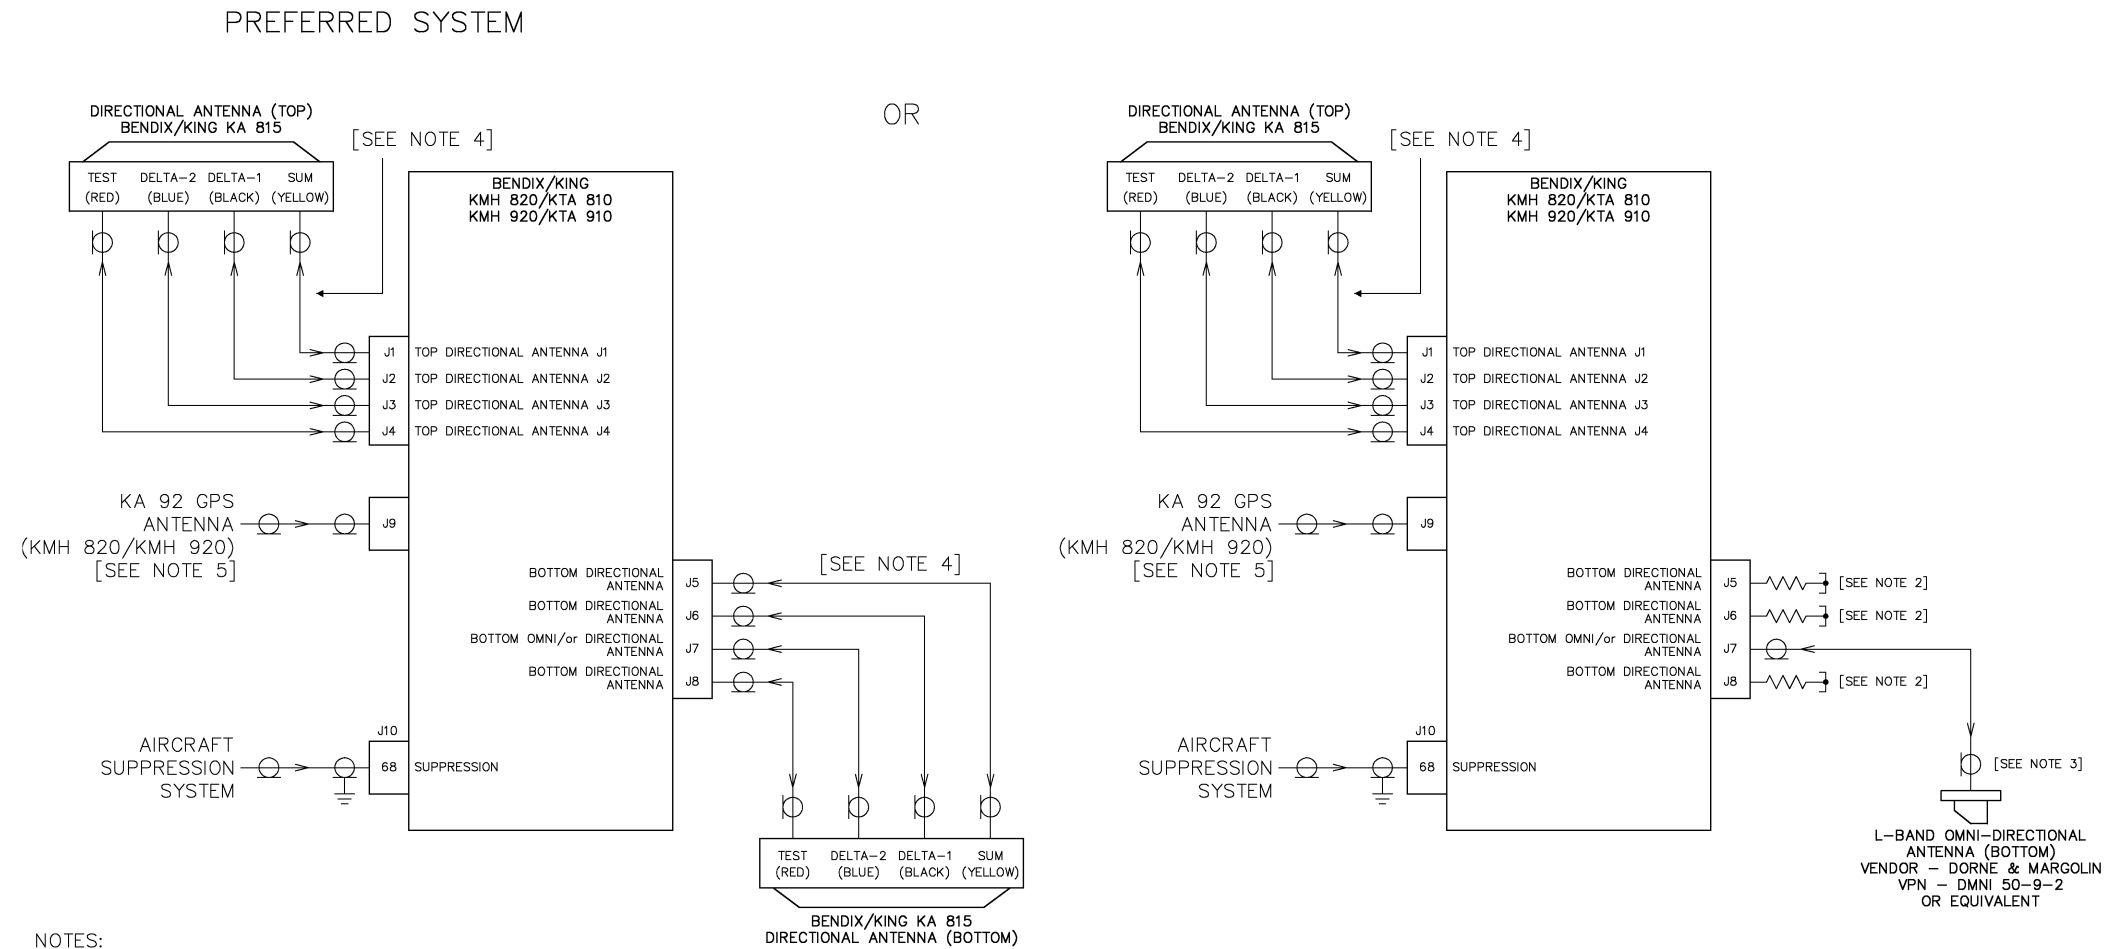 PREFERRED SYSTEM
OR
DIRECTIONAL ANTENNA (TOP)
BENDIX/KING KA 815
[SEE NOTE 4]
TEST
(RED)
DELTA-2
(BLUE)
DELTA-1
(BLACK)
SUM
(YELLOW)
BENDIX/KING
KMH 820/KTA 810
KMH 920/KTA 910
J1 TOP DIRECTIONAL ANTENNA J1
J2 TOP DIRECTIONAL ANTENNA J2
J3 TOP DIRECTIONAL ANTENNA J3
J4 TOP DIRECTIONAL ANTENNA J4
KA 92 GPS
ANTENNA
(KMH 820/KMH 920)
[SEE NOTE 5]
J9
BOTTOM DIRECTIONAL
ANTENNA
J5
BOTTOM DIRECTIONAL
ANTENNA
J6
BOTTOM OMNI/or DIRECTIONAL
ANTENNA
J7
BOTTOM DIRECTIONAL
ANTENNA
J8
[SEE NOTE 4]
AIRCRAFT
SUPPRESSION
SYSTEM
J10
68 SUPPRESSION
TEST
(RED)
DELTA-2
(BLUE)
DELTA-1
(BLACK)
SUM
(YELLOW)
BENDIX/KING KA 815
DIRECTIONAL ANTENNA (BOTTOM)
DIRECTIONAL ANTENNA (TOP)
BENDIX/KING KA 815
[SEE NOTE 4]
TEST
(RED)
DELTA-2
(BLUE)
DELTA-1
(BLACK)
SUM
(YELLOW)
BENDIX/KING
KMH 820/KTA 810
KMH 920/KTA 910
J1 TOP DIRECTIONAL ANTENNA J1
J2 TOP DIRECTIONAL ANTENNA J2
J3 TOP DIRECTIONAL ANTENNA J3
J4 TOP DIRECTIONAL ANTENNA J4
KA 92 GPS
ANTENNA
(KMH 820/KMH 920)
[SEE NOTE 5]
J9
BOTTOM DIRECTIONAL
ANTENNA
J5 [SEE NOTE 2]
BOTTOM DIRECTIONAL
ANTENNA
J6 [SEE NOTE 2]
BOTTOM OMNI/or DIRECTIONAL
ANTENNA
J7
BOTTOM DIRECTIONAL
ANTENNA
J8 [SEE NOTE 2]
AIRCRAFT
SUPPRESSION
SYSTEM
J10
68 SUPPRESSION
[SEE NOTE 3]
L-BAND OMNI-DIRECTIONAL
ANTENNA (BOTTOM)
VENDOR - DORNE & MARGOLIN
VPN - DMNI 50-9-2
OR EQUIVALENT
NOTES: